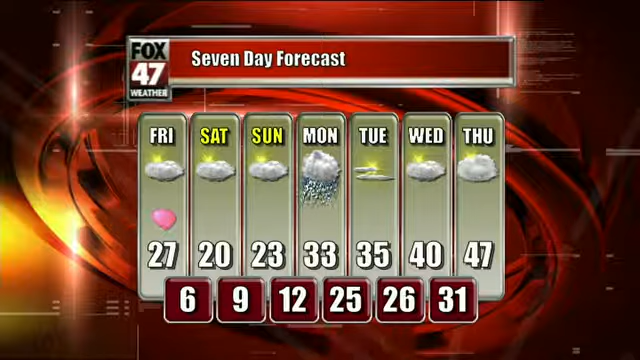 FOX
47
WEATHER
Seven Day Forecast
FRI SAT SUN MON TUE WED THU
27 20 23 33 35 40 47
6 9 12 25 26 31